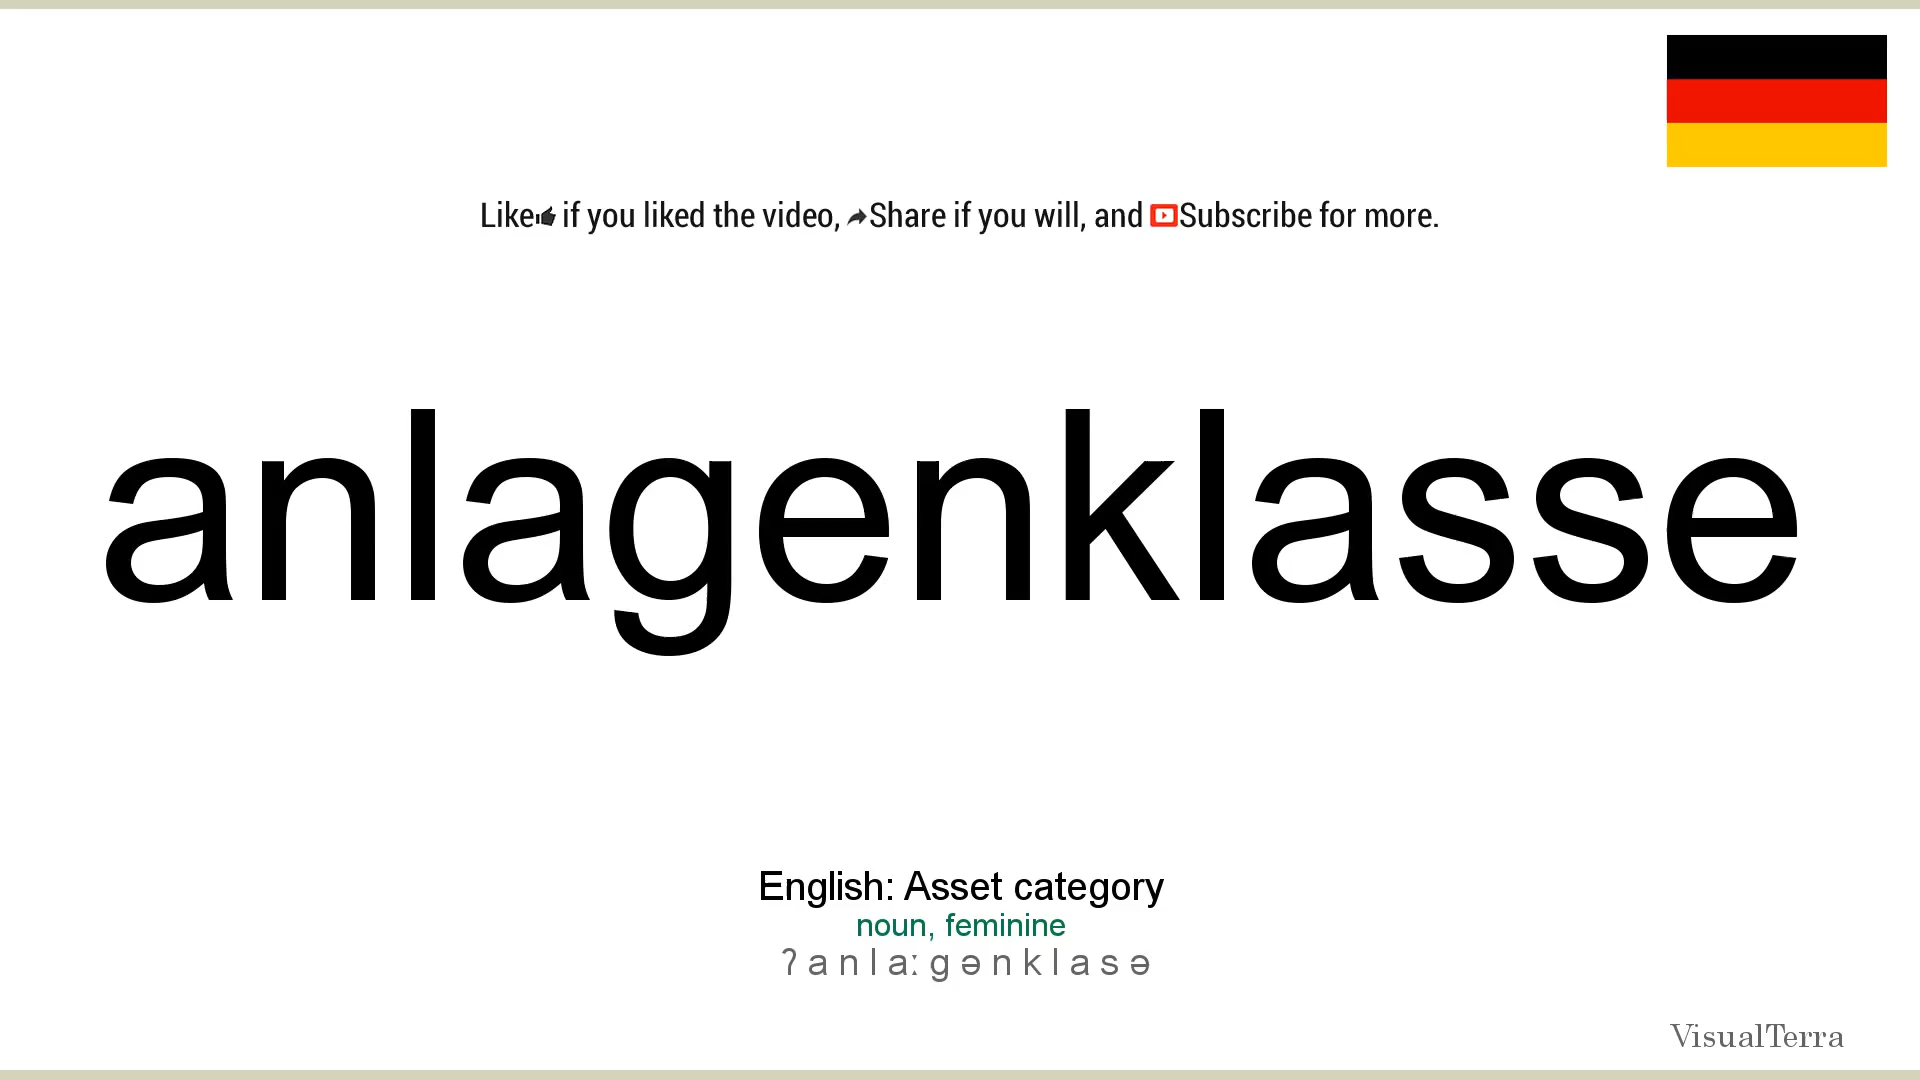 Like if you liked the video, Share if you will, and Subscribe for more.
anlagenklasse
English: Asset category
noun, feminine
ʔ a n l aː g ə n k l a s ə
VisualTerra